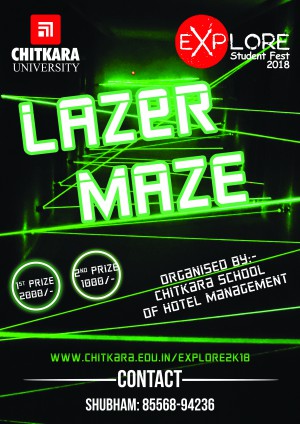 CHITKARA
UNIVERSITY
EXPLORE
Student Fest
2018
LAZER
MAZE
1ST PRIZE
2000/-
2ND PRIZE
1000/-
ORGANISED BY:-
CHITKARA SCHOOL
OF HOTEL MANAGEMENT
WWW.CHITKARA.EDU.IN/EXPLORE2K18
CONTACT
SHUBHAM: 85568-94236